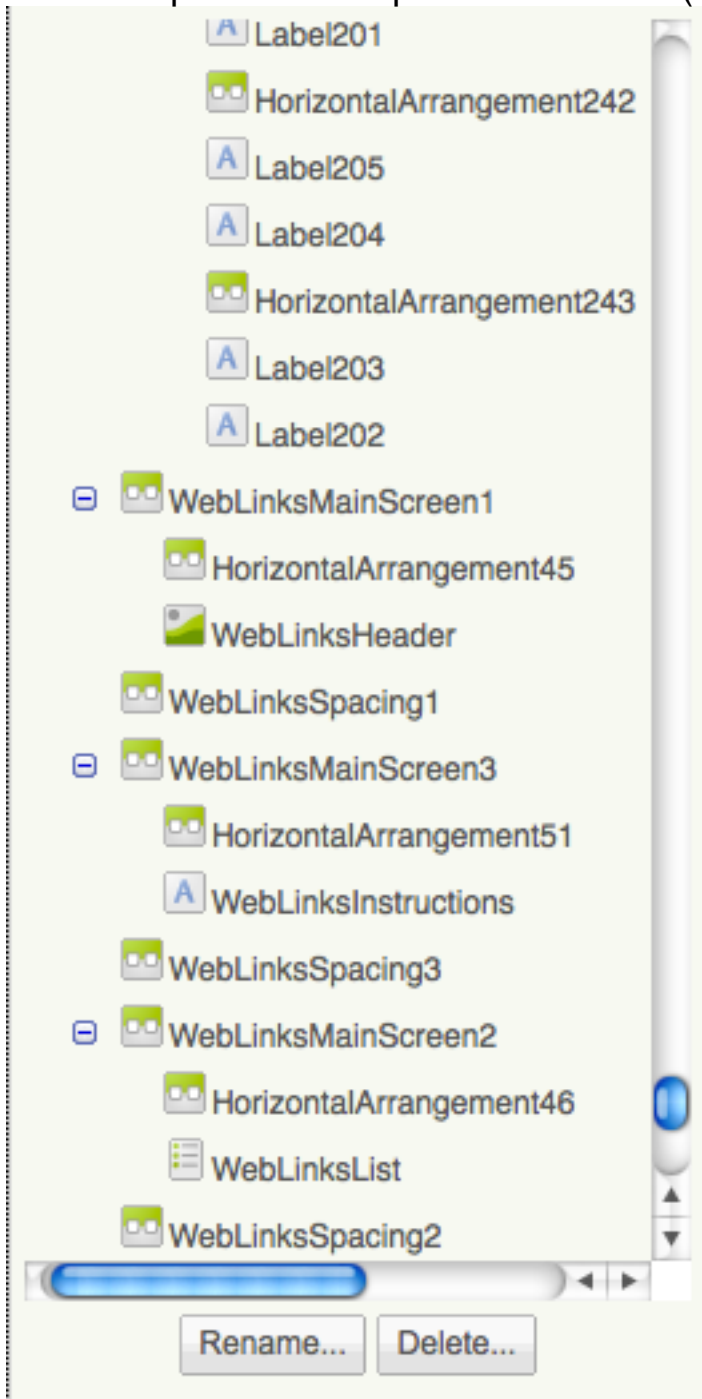 Label201
HorizontalArrangement242
Label205
Label204
HorizontalArrangement243
Label203
Label202
WebLinksMainScreen1
HorizontalArrangement45
WebLinksHeader
WebLinksSpacing1
WebLinksMainScreen3
HorizontalArrangement51
WebLinksInstructions
WebLinksSpacing3
WebLinksMainScreen2
HorizontalArrangement46
WebLinksList
WebLinksSpacing2
Rename... Delete...